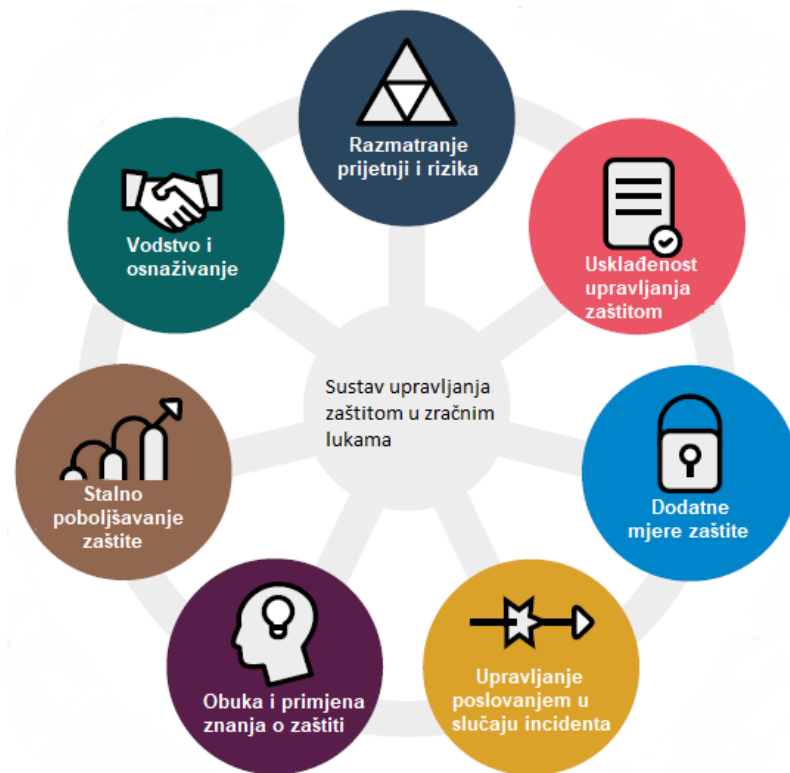 Razmatranje
prijetnji i rizika
Usklađenost
upravljanja
zaštitom
Dodatne
mjere zaštite
Upravljanje
poslovanjem u
slučaju incidenta
Obuka i primjena
znanja o zaštiti
Stalno
poboljšavanje
zaštite
Vodstvo i
osnaživanje
Sustav upravljanja
zaštitom u zračnim
lukama